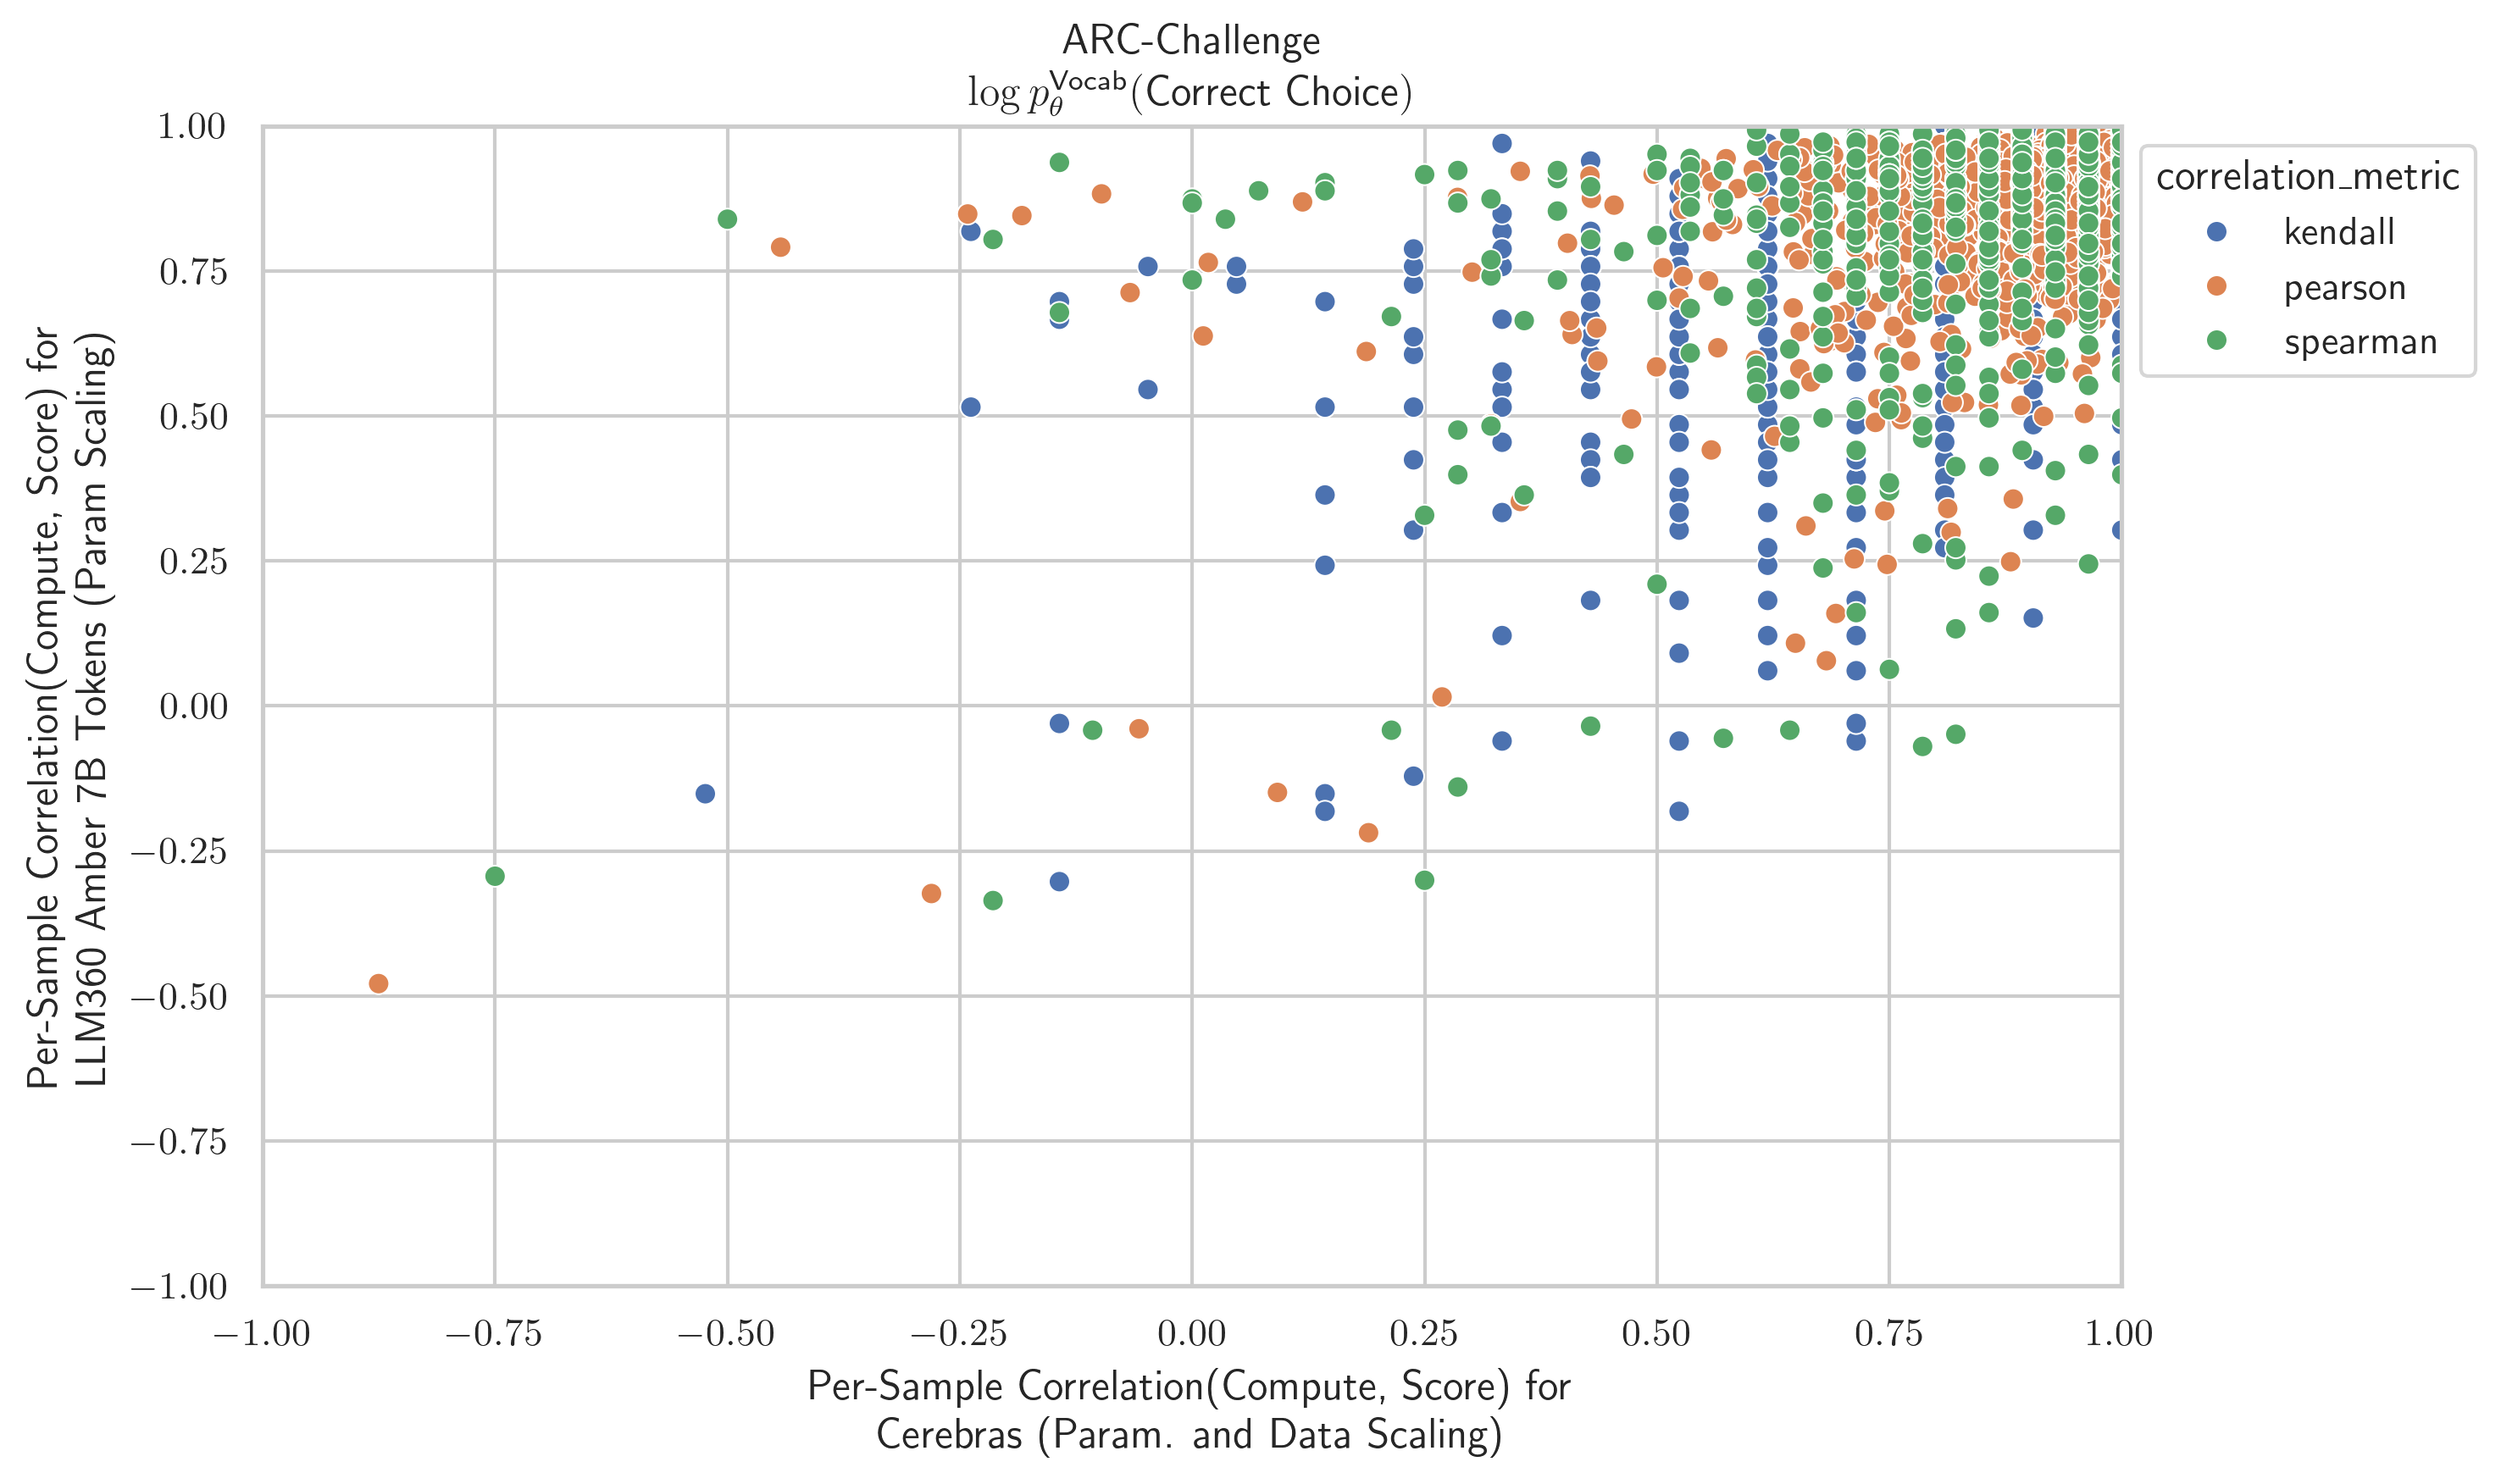 ARC-Challenge
log p_θ^Vocab(Correct Choice)
Per-Sample Correlation(Compute, Score) for
LLM360 Amber 7B Tokens (Param Scaling)
1.00
0.75
0.50
0.25
0.00
−0.25
−0.50
−0.75
−1.00
−1.00
−0.75
−0.50
−0.25
0.00
0.25
0.50
0.75
1.00
Per-Sample Correlation(Compute, Score) for
Cerebras (Param. and Data Scaling)
correlation_metric
kendall
pearson
spearman